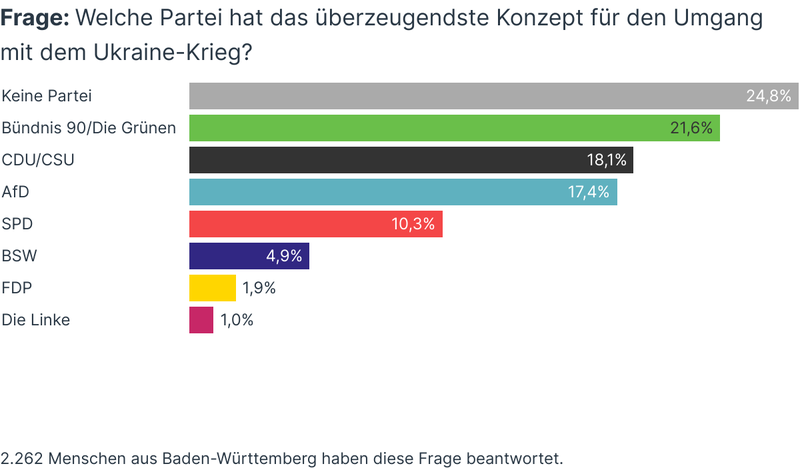 Frage: Welche Partei hat das überzeugendste Konzept für den Umgang
mit dem Ukraine-Krieg?
Keine Partei 24,8%
Bündnis 90/Die Grünen 21,6%
CDU/CSU 18,1%
AfD 17,4%
SPD 10,3%
BSW 4,9%
FDP 1,9%
Die Linke 1,0%
2.262 Menschen aus Baden-Württemberg haben diese Frage beantwortet.